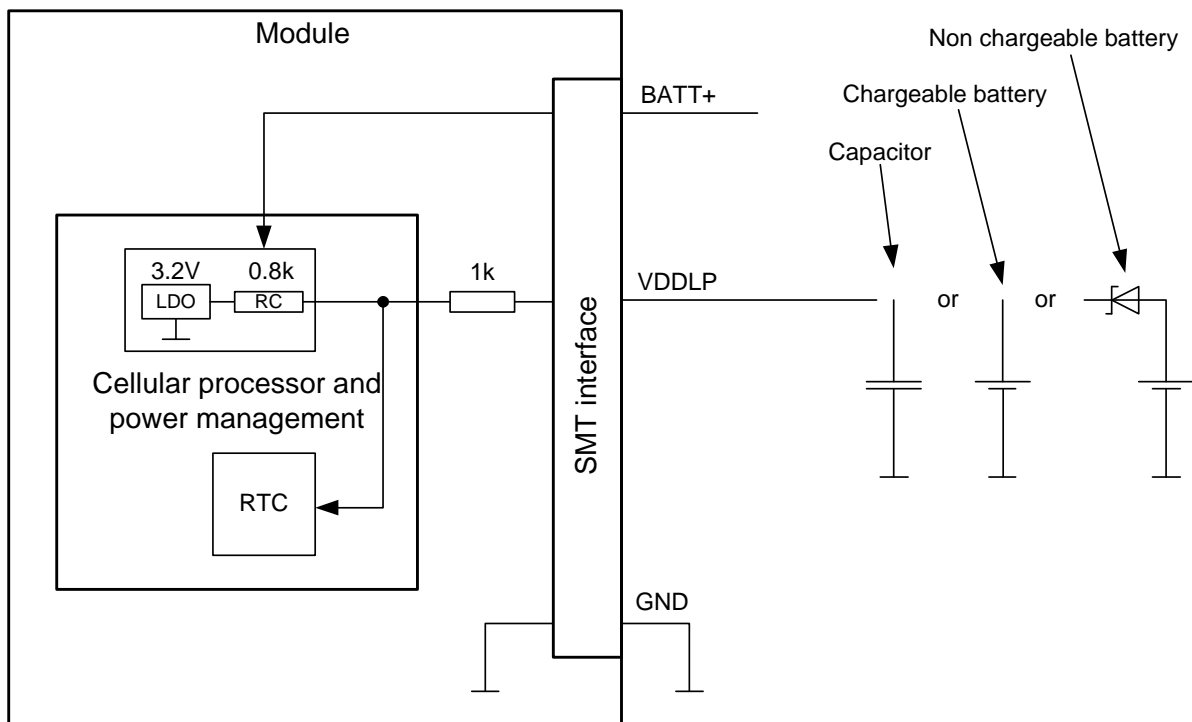 Module
Non chargeable battery
BATT+
Chargeable battery
Capacitor
3.2V 0.8k
1k
VDDLP
LDO RC
or or
Cellular processor and
power management
SMT interface
RTC
GND